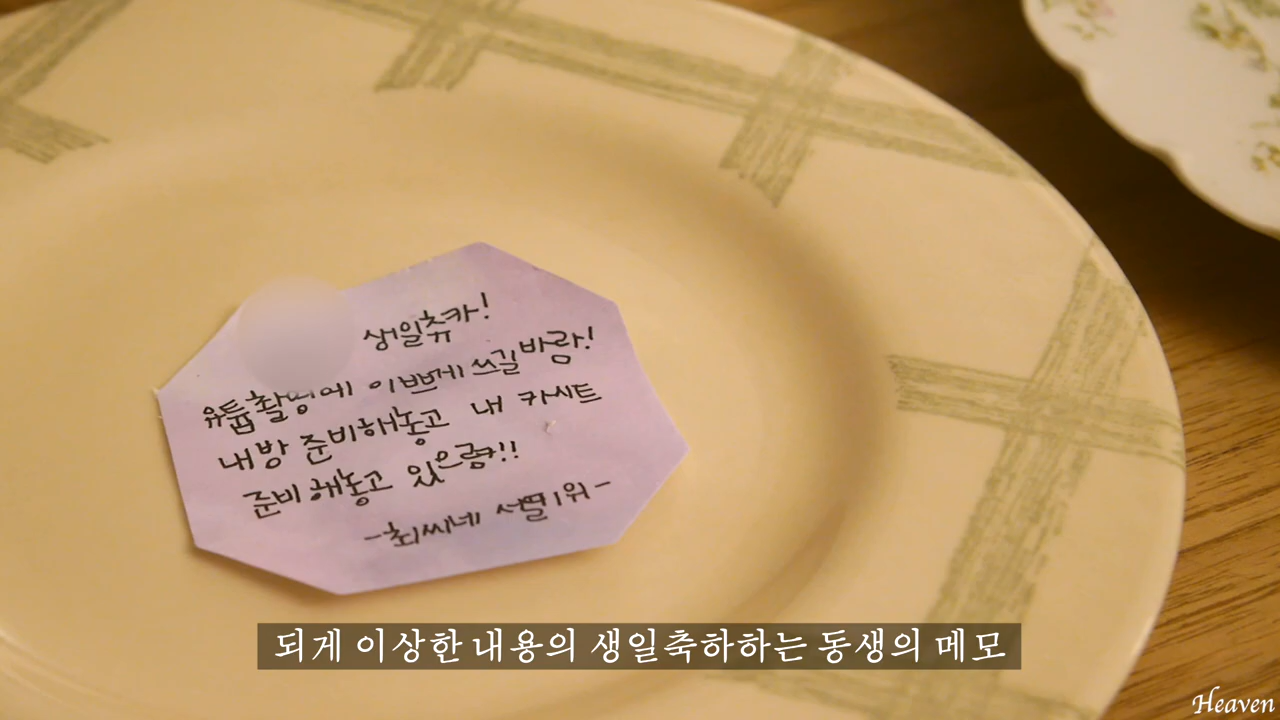 생일츄카!
유튭촬영에 이쁘게 쓰길바람!
내방 준비해놓고 내 카시트
준비해놓고 있으렴!!
-최씨네 서열1위-
되게 이상한 내용의 생일축하하는 동생의 메모
Heaven